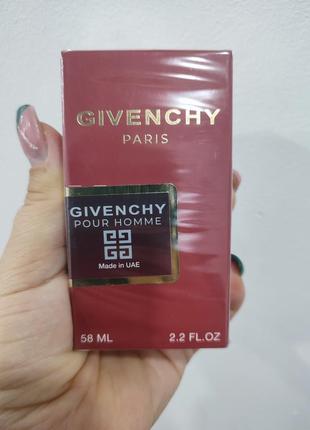 GIVENCHY
PARIS
GIVENCHY
POUR HOMME
Made in UAE
58 ML 2.2 FL.OZ